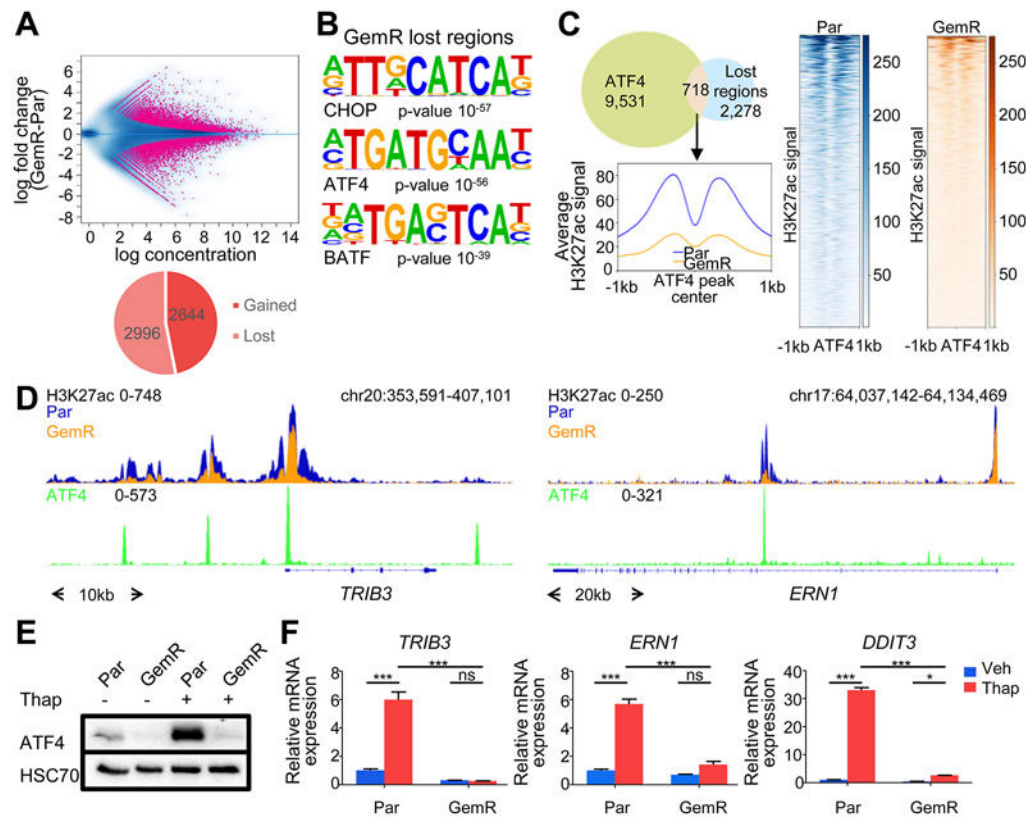 A
log fold change
(GemR-Par)
6
4
2
0
-2
-4
-6
-8
0 2 4 6 8 10 12 14
log concentration
2644
2996
Gained
Lost
B
GemR lost regions
CHOP p-value 10-57
ATF4 p-value 10-56
BATF p-value 10-39
C
ATF4
9,531
718
Lost
regions
2,278
Average
H3K27ac signal
80
60
40
20
0
Par
GemR
-1kb ATF4 peak 1kb
center
Par
H3K27ac signal
250
200
150
100
50
-1kb ATF4 1kb
GemR
H3K27ac signal
250
200
150
100
50
-1kb ATF4 1kb
D
H3K27ac 0-748 chr20:353,591-407,101
Par
GemR
ATF4 0-573
10kb TRIB3
H3K27ac 0-250 chr17:64,037,142-64,134,469
Par
GemR
ATF4 0-321
20kb ERN1
E
Par GemR Par GemR
Thap - - + +
ATF4
HSC70
F
TRIB3
Relative mRNA
expression
8
6
4
2
0
*** *** ns
Par GemR
ERN1
Relative mRNA
expression
8
6
4
2
0
*** *** ns
Par GemR
DDIT3
Relative mRNA
expression
40
30
20
10
0
*** *** *
Par GemR
Veh
Thap